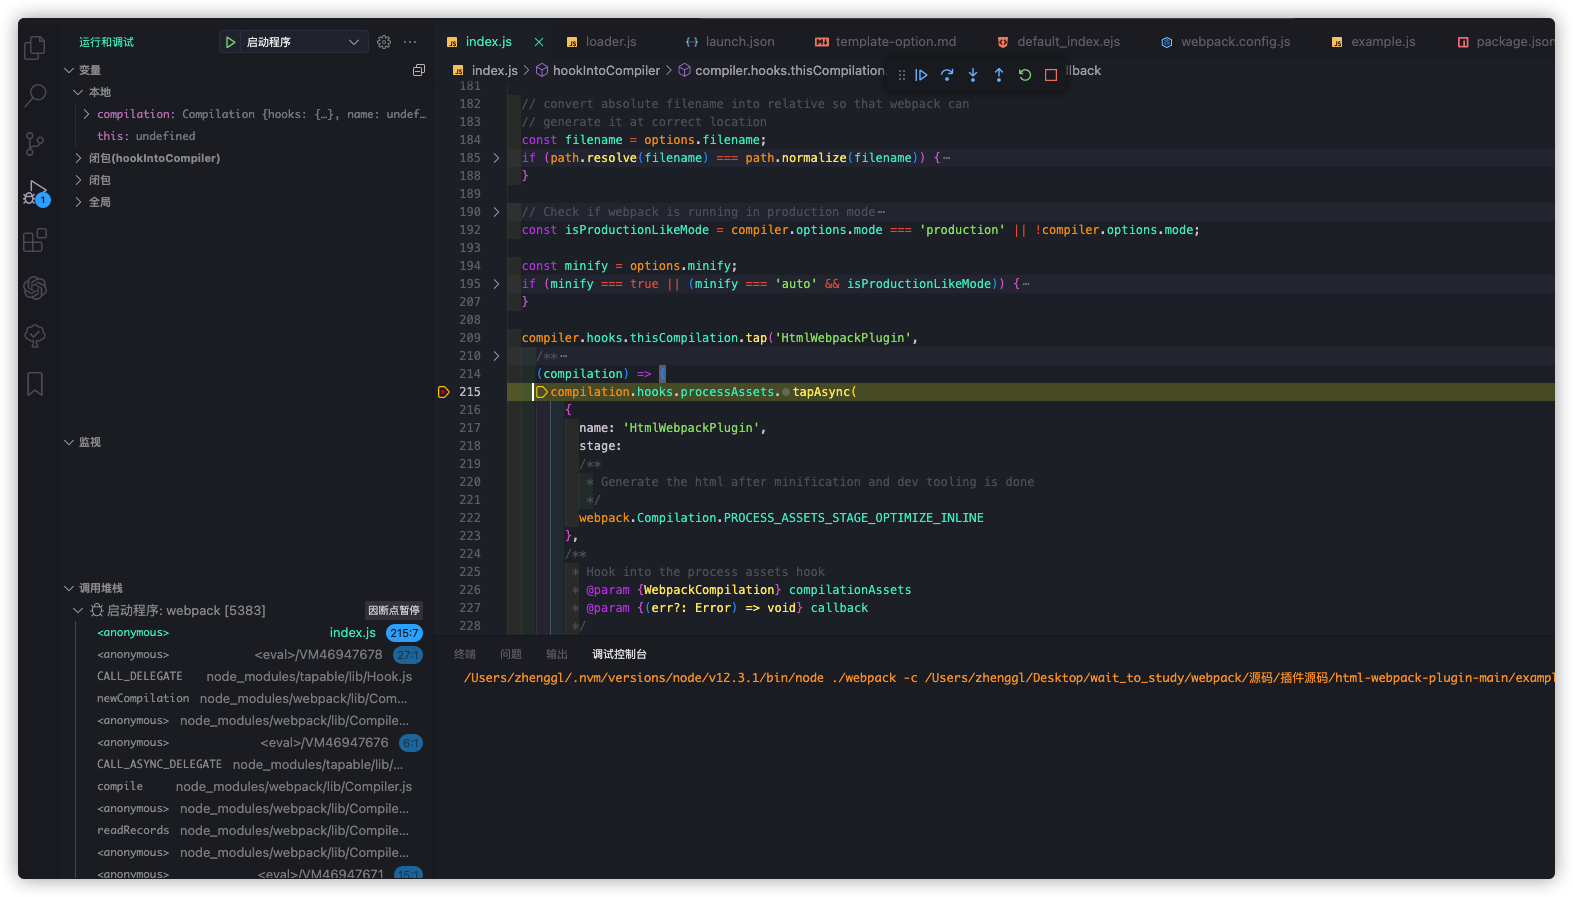 运行和调试
启动程序
变量
本地
compilation: Compilation {hooks: {…}, name: undef…
this: undefined
闭包(hookIntoCompiler)
闭包
全局
监视
调用堆栈
启动程序: webpack [5383]
因断点暂停
<anonymous> index.js 215:7
<anonymous> <eval>/VM46947678 27:1
CALL_DELEGATE node_modules/tapable/lib/Hook.js
newCompilation node_modules/webpack/lib/Com…
<anonymous> node_modules/webpack/lib/Compile…
<anonymous> <eval>/VM46947676 6:1
CALL_ASYNC_DELEGATE node_modules/tapable/lib/…
compile node_modules/webpack/lib/Compiler.js
<anonymous> node_modules/webpack/lib/Compile…
readRecords node_modules/webpack/lib/Compile…
<anonymous> node_modules/webpack/lib/Compile…
<anonymous> <eval>/VM46947671 15:1
1
index.js
loader.js
launch.json
template-option.md
default_index.ejs
webpack.config.js
example.js
package.json
index.js > hookIntoCompiler > compiler.hooks.thisCompilation.
lback
181
182 // convert absolute filename into relative so that webpack can
183 // generate it at correct location
184 const filename = options.filename;
185 if (path.resolve(filename) === path.normalize(filename)) {…
188 }
189
190 // Check if webpack is running in production mode…
192 const isProductionLikeMode = compiler.options.mode === 'production' || !compiler.options.mode;
193
194 const minify = options.minify;
195 if (minify === true || (minify === 'auto' && isProductionLikeMode)) {…
207 }
208
209 compiler.hooks.thisCompilation.tap('HtmlWebpackPlugin',
210 /**…
214 (compilation) => {
215 compilation.hooks.processAssets.tapAsync(
216 {
217 name: 'HtmlWebpackPlugin',
218 stage:
219 /**
220 * Generate the html after minification and dev tooling is done
221 */
222 webpack.Compilation.PROCESS_ASSETS_STAGE_OPTIMIZE_INLINE
223 },
224 /**
225 * Hook into the process assets hook
226 * @param {WebpackCompilation} compilationAssets
227 * @param {(err?: Error) => void} callback
228 */
终端
问题
输出
调试控制台
/Users/zhenggl/.nvm/versions/node/v12.3.1/bin/node ./webpack -c /Users/zhenggl/Desktop/wait_to_study/webpack/源码/插件源码/html-webpack-plugin-main/exampl